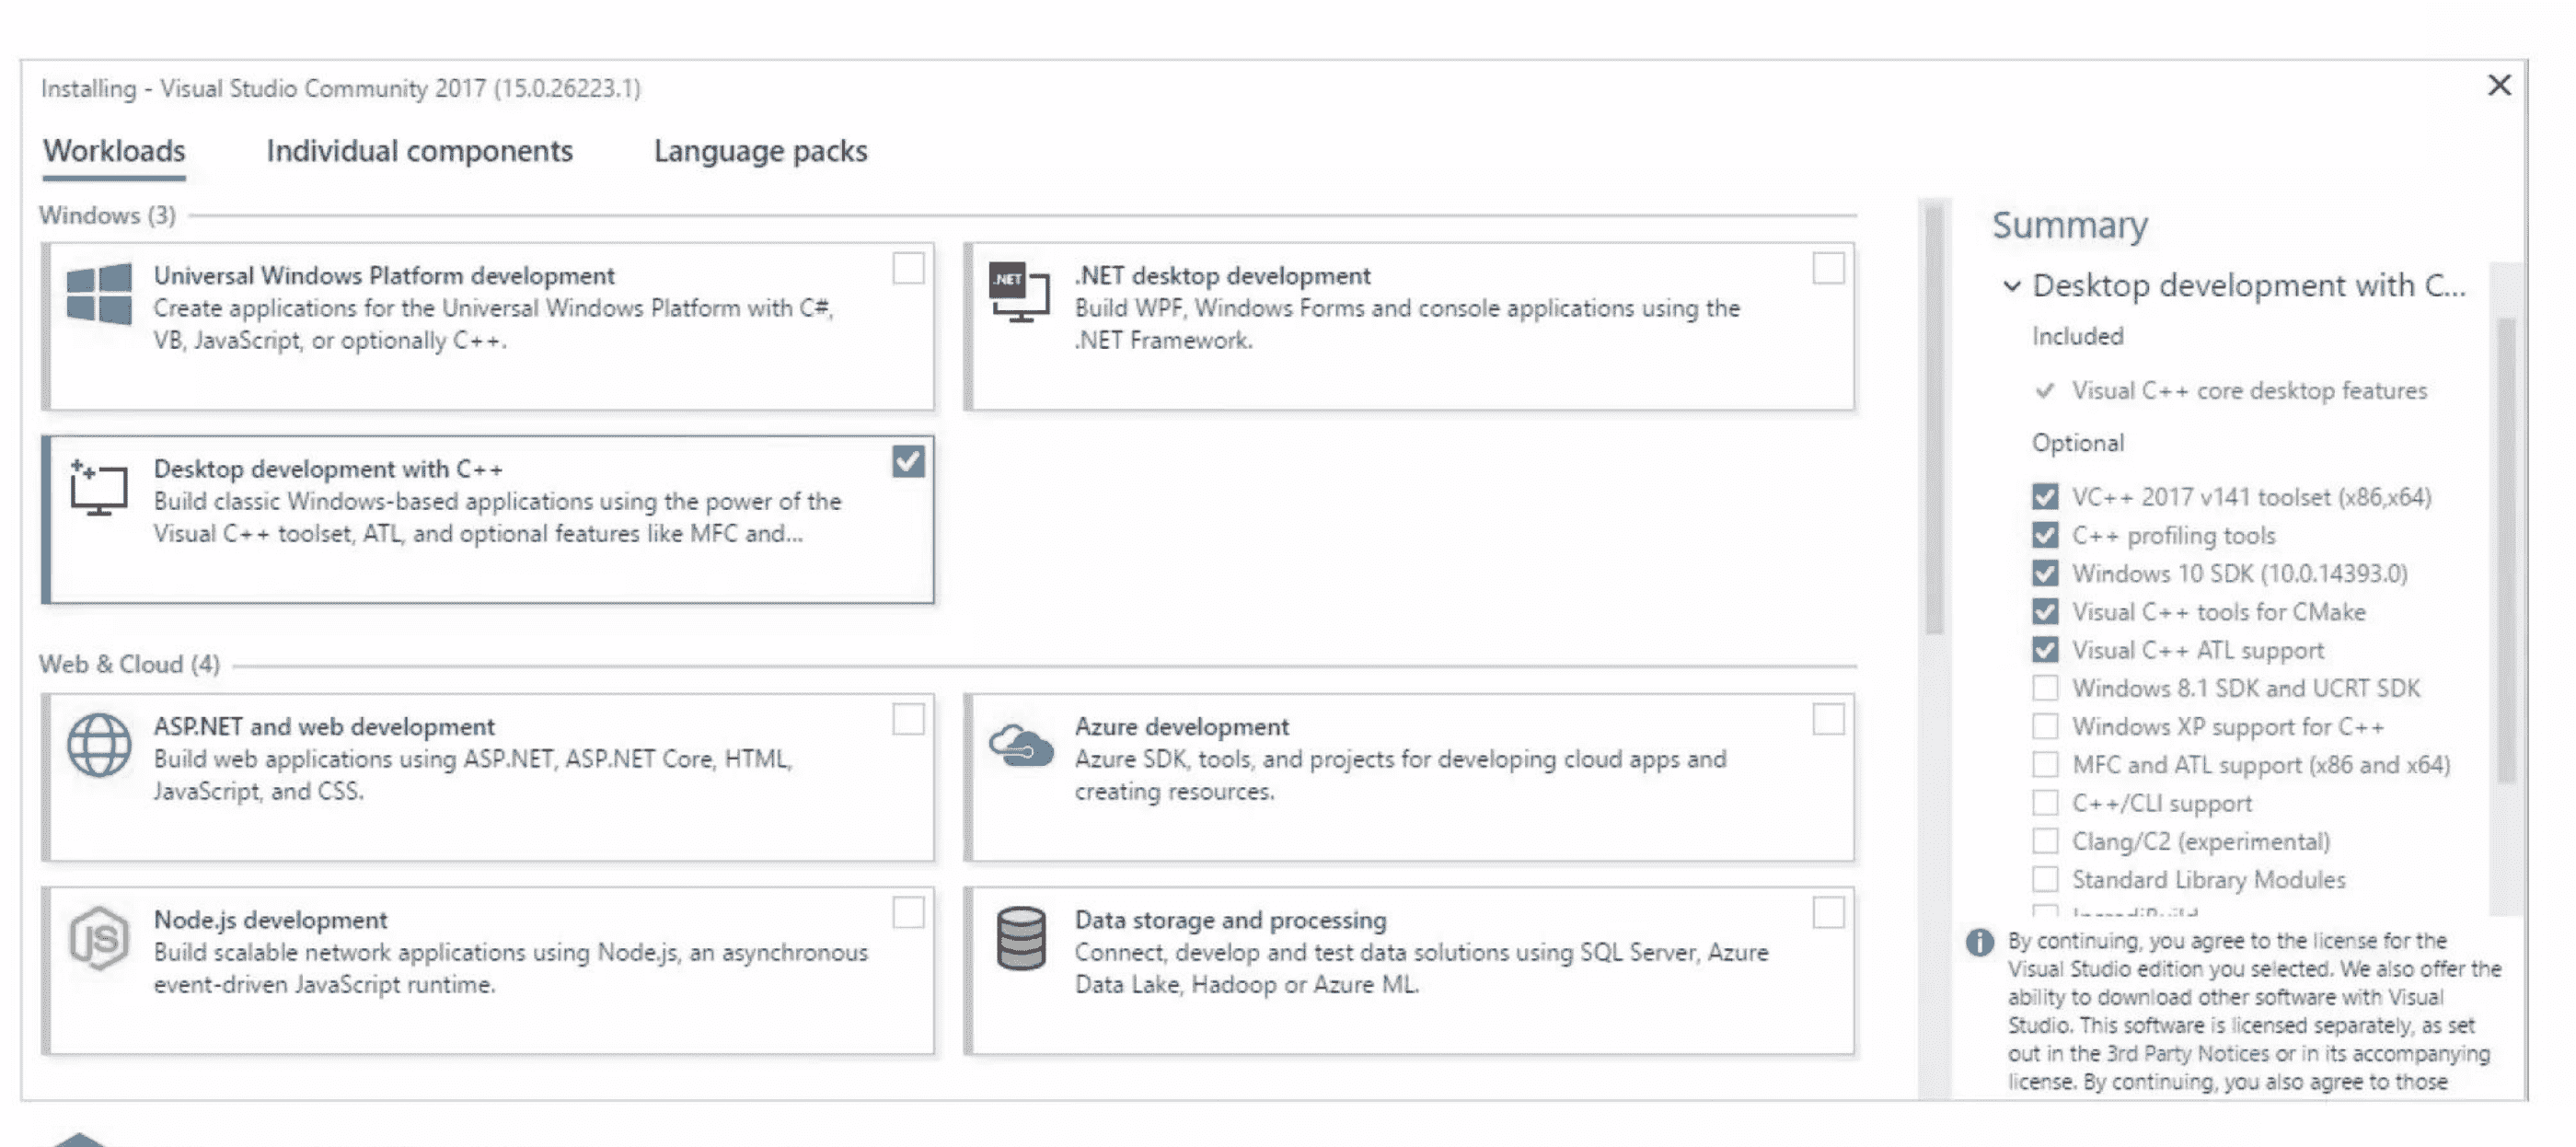 Installing - Visual Studio Community 2017 (15.0.26223.1)
Workloads
Individual components
Language packs
Windows (3)
Universal Windows Platform development
Create applications for the Universal Windows Platform with C#,
VB, JavaScript, or optionally C++.
.NET
.NET desktop development
Build WPF, Windows Forms and console applications using the
.NET Framework.
Desktop development with C++
Build classic Windows-based applications using the power of the
Visual C++ toolset, ATL, and optional features like MFC and...
Web & Cloud (4)
ASP.NET and web development
Build web applications using ASP.NET, ASP.NET Core, HTML,
JavaScript, and CSS.
Azure development
Azure SDK, tools, and projects for developing cloud apps and
creating resources.
JS
Node.js development
Build scalable network applications using Node.js, an asynchronous
event-driven JavaScript runtime.
Data storage and processing
Connect, develop and test data solutions using SQL Server, Azure
Data Lake, Hadoop or Azure ML.
Summary
Desktop development with C...
Included
Visual C++ core desktop features
Optional
VC++ 2017 v141 toolset (x86,x64)
C++ profiling tools
Windows 10 SDK (10.0.14393.0)
Visual C++ tools for CMake
Visual C++ ATL support
Windows 8.1 SDK and UCRT SDK
Windows XP support for C++
MFC and ATL support (x86 and x64)
C++/CLI support
Clang/C2 (experimental)
Standard Library Modules
By continuing, you agree to the license for the
Visual Studio edition you selected. We also offer the
ability to download other software with Visual
Studio. This software is licensed separately, as set
out in the 3rd Party Notices or in its accompanying
license. By continuing, you also agree to those